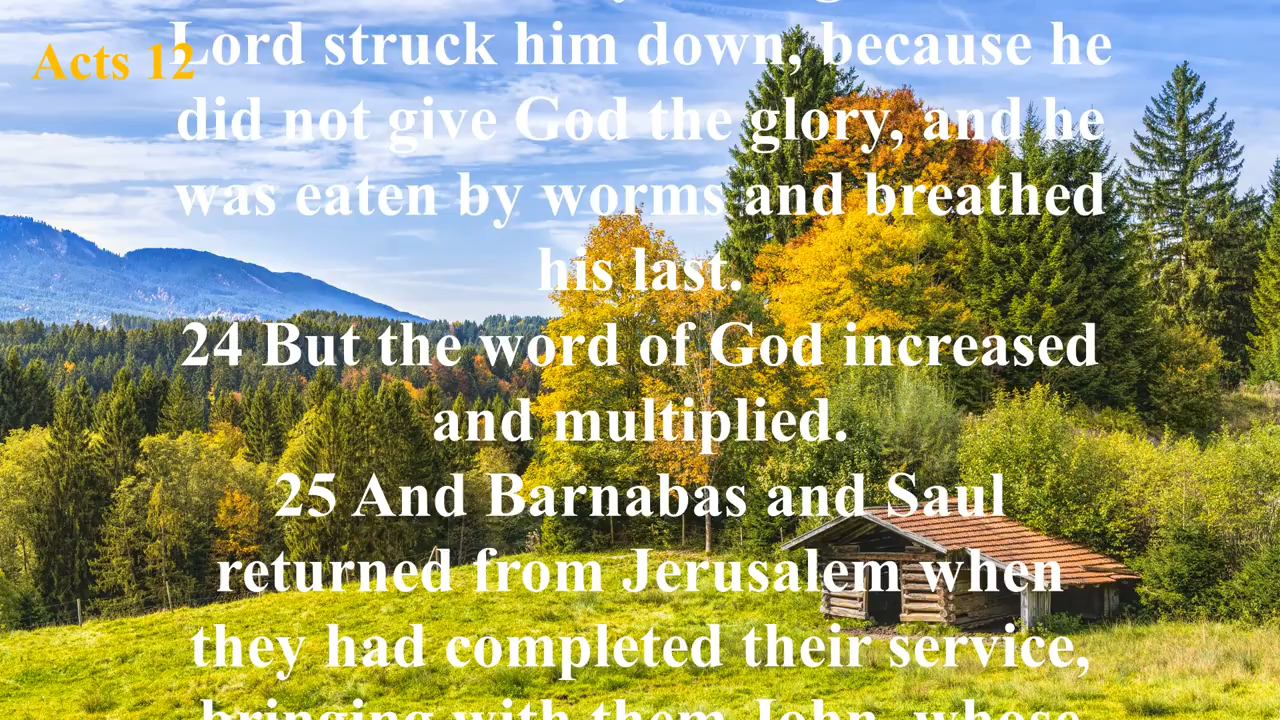 Acts 12
Lord struck him down, because he
did not give God the glory, and he
was eaten by worms and breathed
his last.
24 But the word of God increased
and multiplied.
25 And Barnabas and Saul
returned from Jerusalem when
they had completed their service,
bringing with them John, whose